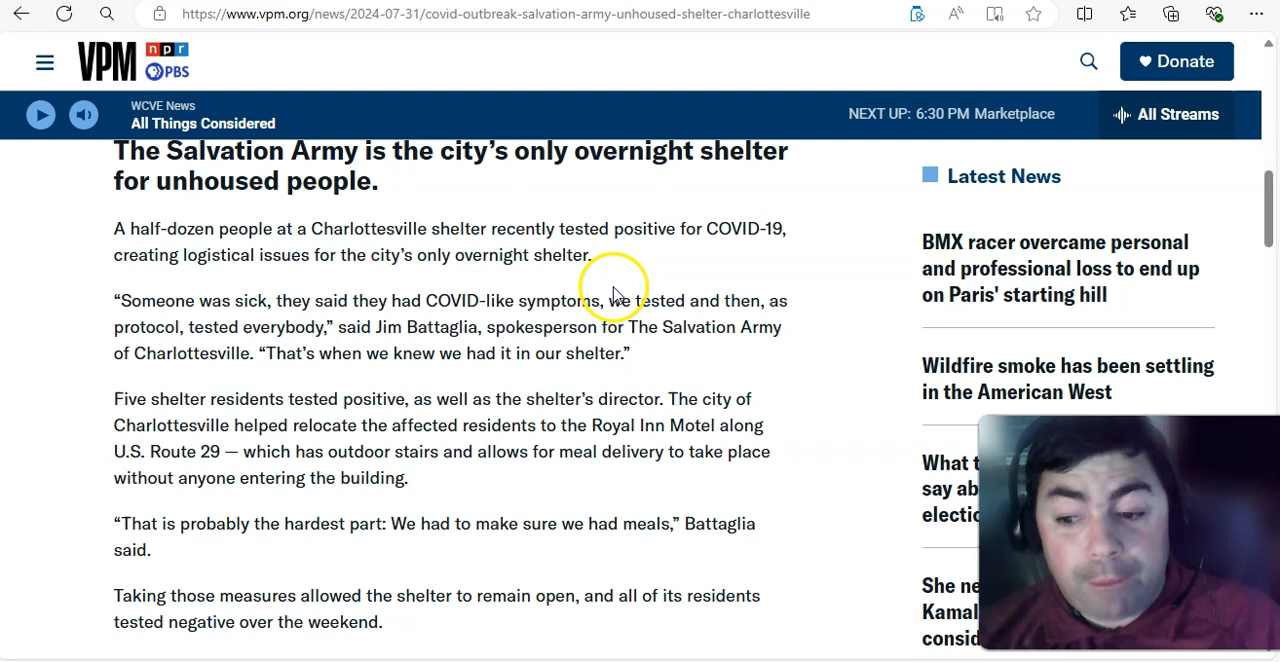 https://www.vpm.org/news/2024-07-31/covid-outbreak-salvation-army-unhoused-shelter-charlottesville
VPM
npr
PBS
Donate
WCVE News
All Things Considered
NEXT UP: 6:30 PM Marketplace
All Streams
The Salvation Army is the city's only overnight shelter
for unhoused people.
A half-dozen people at a Charlottesville shelter recently tested positive for COVID-19,
creating logistical issues for the city's only overnight shelter.
“Someone was sick, they said they had COVID-like symptoms, we tested and then, as
protocol, tested everybody,” said Jim Battaglia, spokesperson for The Salvation Army
of Charlottesville. “That's when we knew we had it in our shelter.”
Five shelter residents tested positive, as well as the shelter's director. The city of
Charlottesville helped relocate the affected residents to the Royal Inn Motel along
U.S. Route 29 — which has outdoor stairs and allows for meal delivery to take place
without anyone entering the building.
“That is probably the hardest part: We had to make sure we had meals,” Battaglia
said.
Taking those measures allowed the shelter to remain open, and all of its residents
tested negative over the weekend.
Latest News
BMX racer overcame personal
and professional loss to end up
on Paris' starting hill
Wildfire smoke has been settling
in the American West
What
say
She